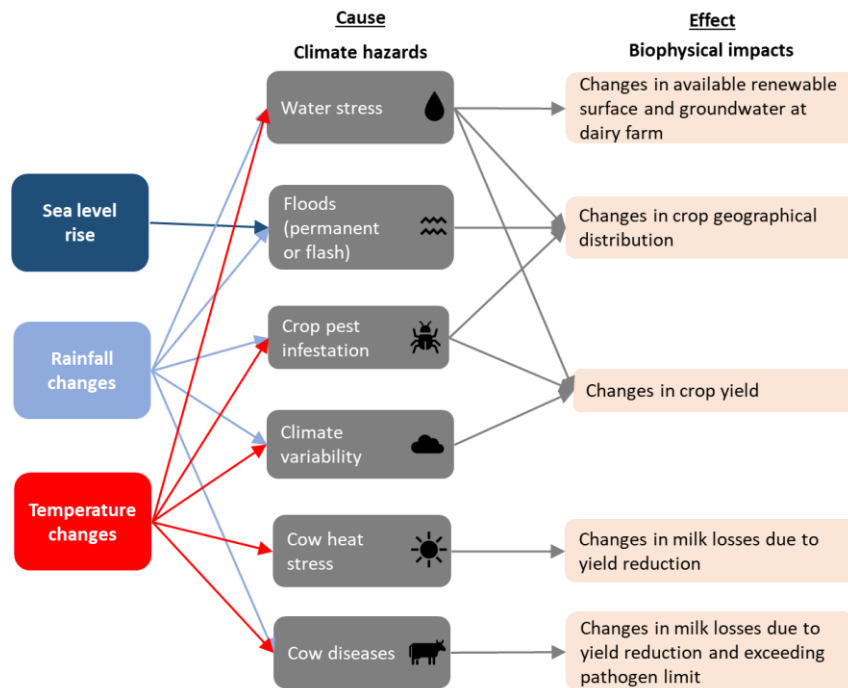 Cause
Effect
Climate hazards
Biophysical impacts
Sea level
rise
Rainfall
changes
Temperature
changes
Water stress
Floods
(permanent
or flash)
Crop pest
infestation
Climate
variability
Cow heat
stress
Cow diseases
Changes in available renewable
surface and groundwater at
dairy farm
Changes in crop geographical
distribution
Changes in crop yield
Changes in milk losses due to
yield reduction
Changes in milk losses due to
yield reduction and exceeding
pathogen limit